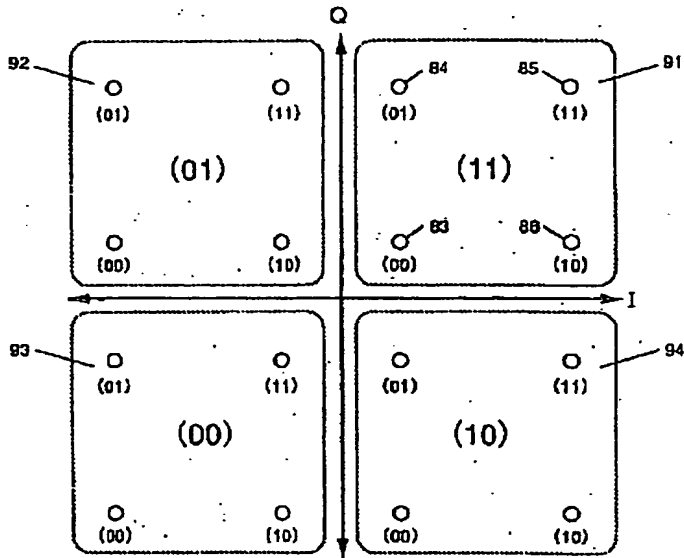 Q
92 84 85 91
(01) (11) (01) (11)
(01) (11)
83 86
(00) (10) (00) (10)
I
93 94
(01) (11) (01) (11)
(00) (10)
(00) (10) (00) (10)